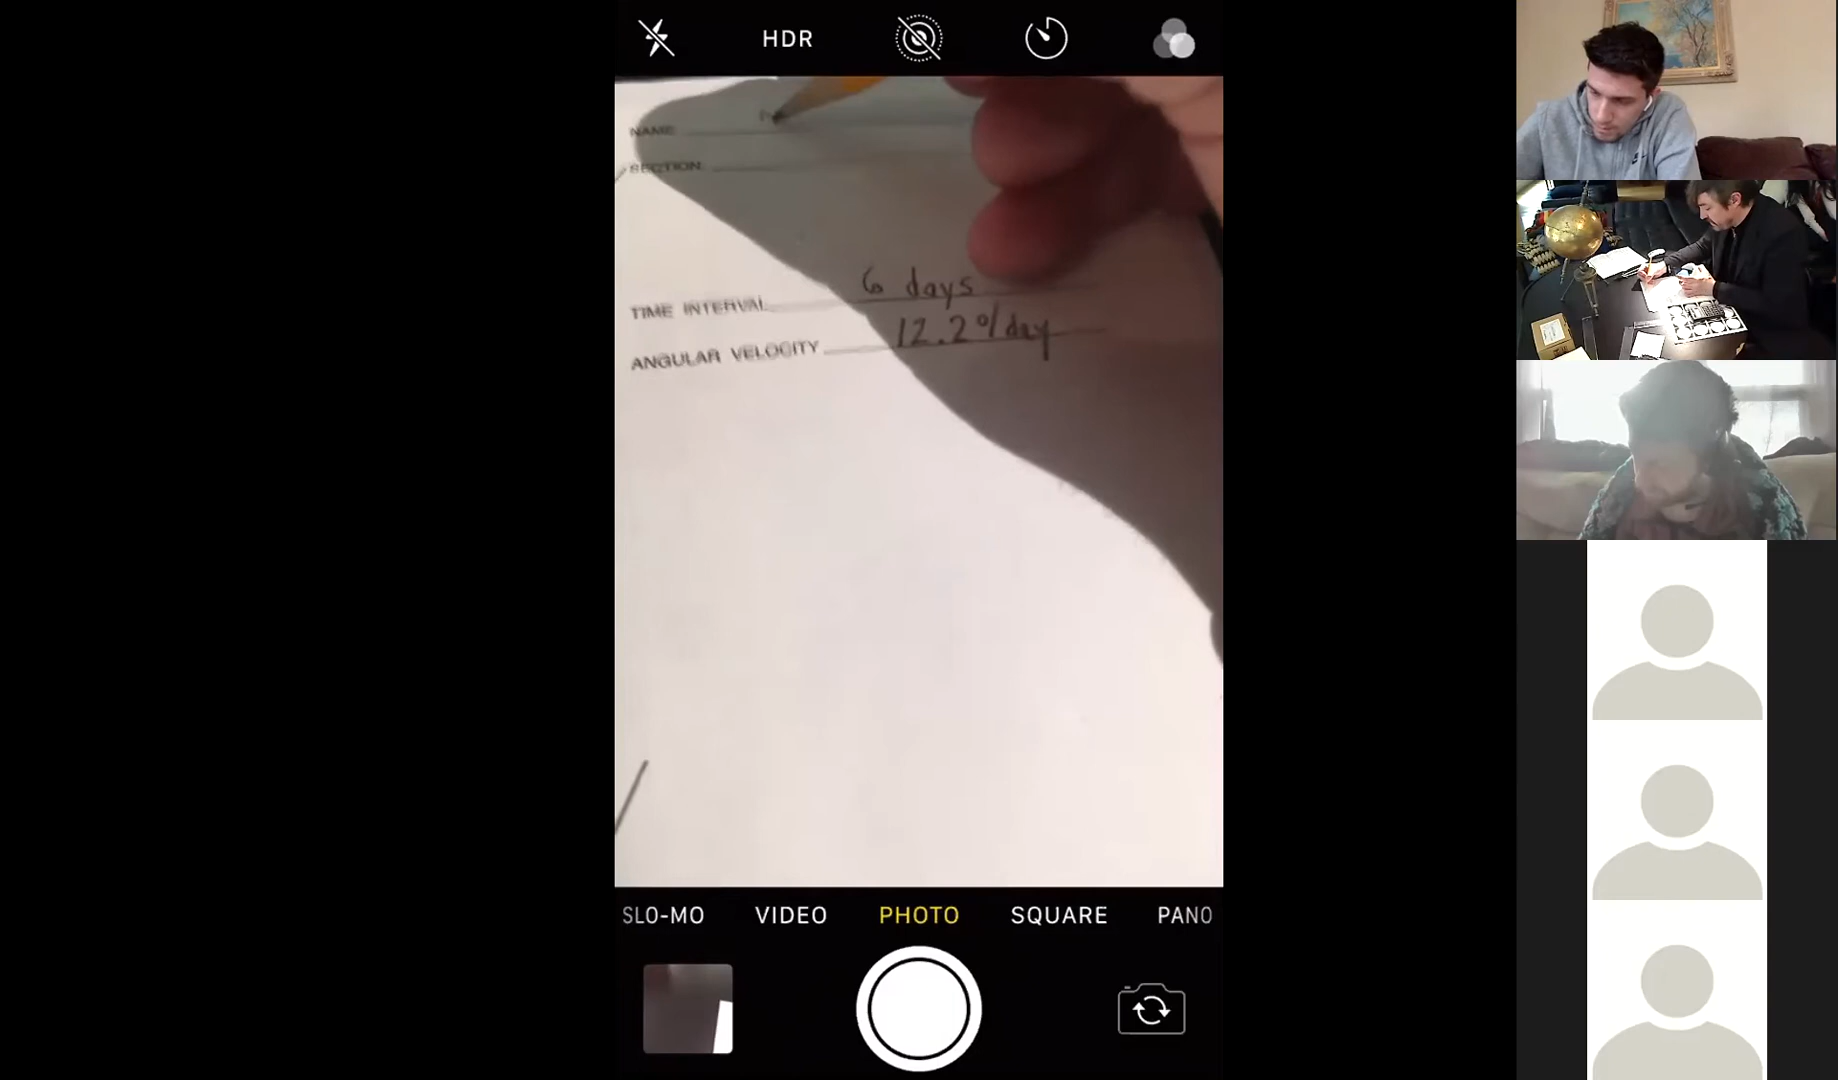 HDR
NAME
SECTION
TIME INTERVAL 6 days
ANGULAR VELOCITY 12.2°/day
SLO-MO VIDEO PHOTO SQUARE PANO